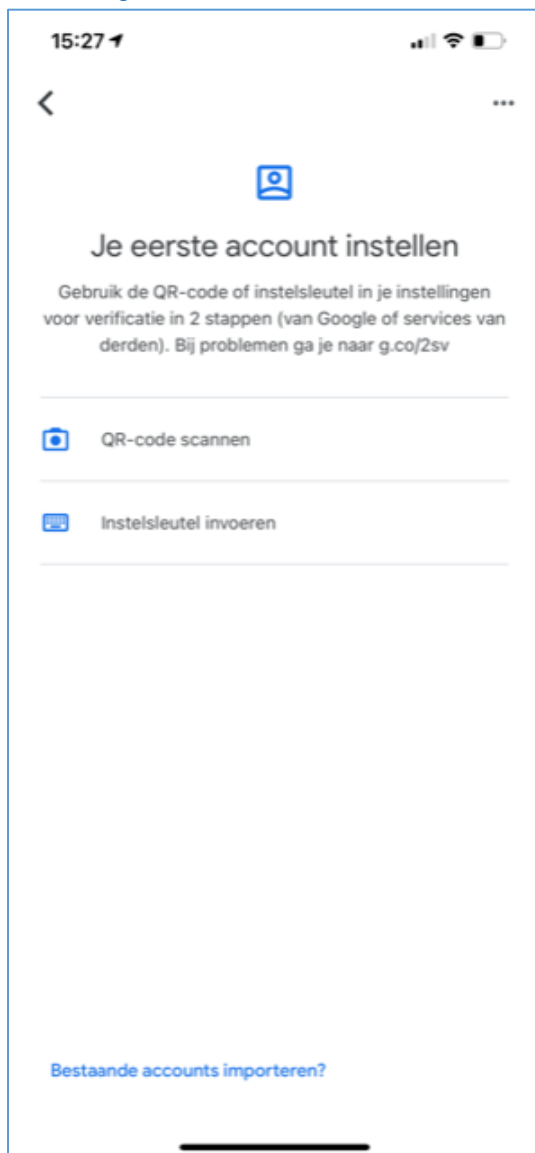 15:27
Je eerste account instellen
Gebruik de QR-code of instelsleutel in je instellingen
voor verificatie in 2 stappen (van Google of services van
derden). Bij problemen ga je naar g.co/2sv
QR-code scannen
Instelsleutel invoeren
Bestaande accounts importeren?